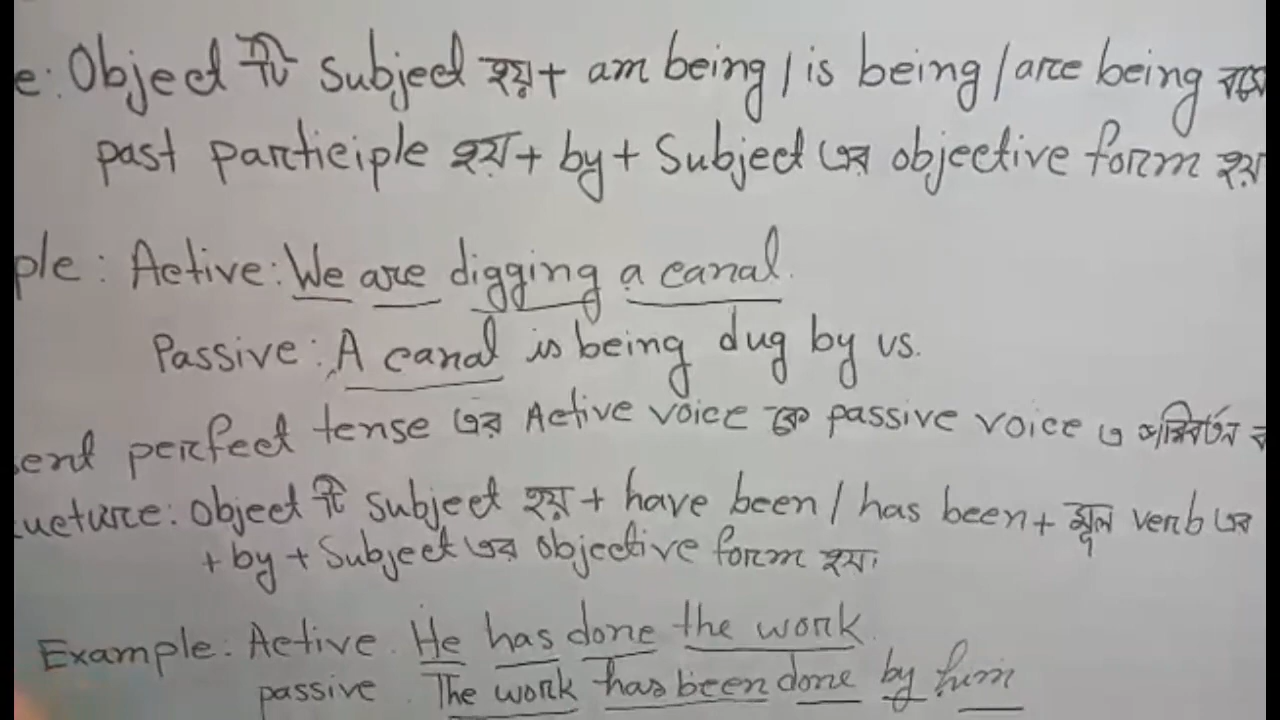 e: Object টি Subject হয় + am being / is being / are being
past participle হয় + by + Subject এর objective form হয়
ple: Active: We are digging a canal.
Passive: A canal is being dug by us.
sent perfect tense এর Active voice কে passive voice এ পরিবর্তন
ucture: Object টি Subject হয় + have been / has been + মূল verb এর
+ by + Subject এর objective form হয়।
Example: Active. He has done the work.
passive. The work has been done by him